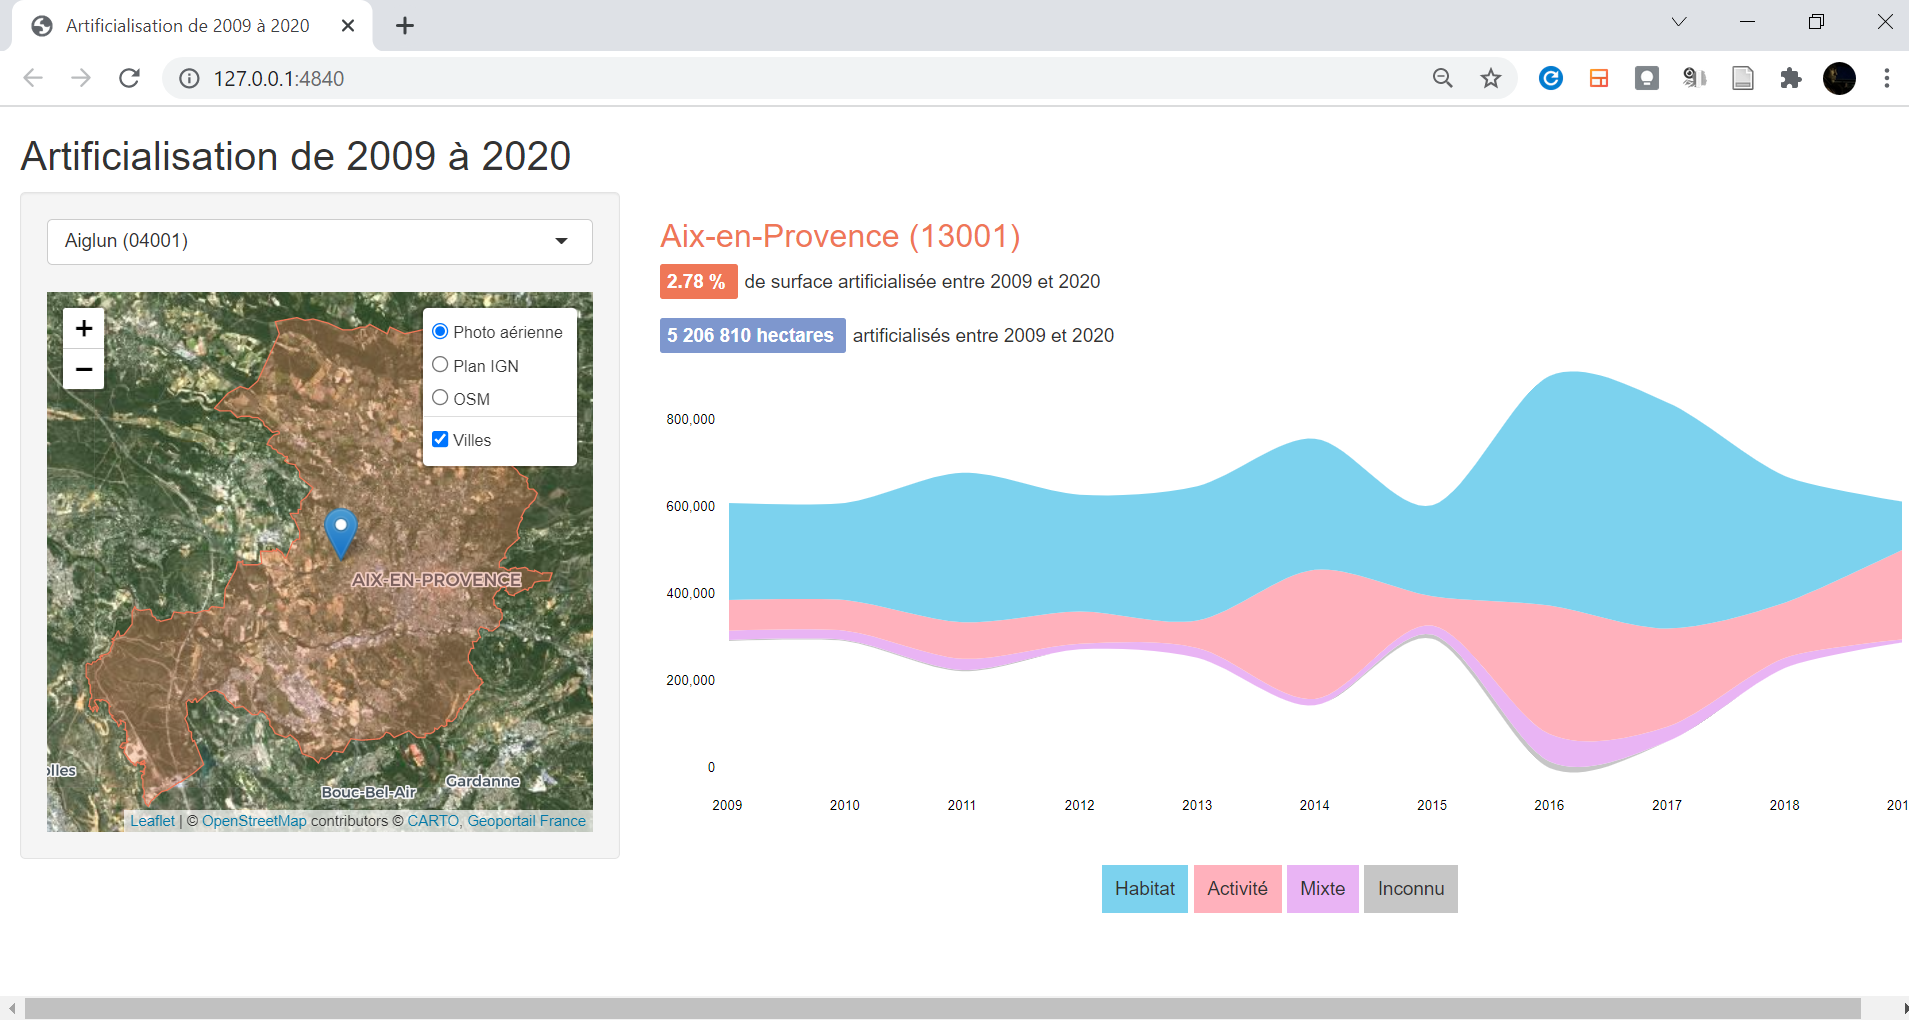 Artificialisation de 2009 à 2020
127.0.0.1:4840
Artificialisation de 2009 à 2020
Aiglun (04001)
+
−
Photo aérienne
Plan IGN
OSM
Villes
AIX-EN-PROVENCE
olles
Bouc-Bel-Air
Gardanne
Leaflet | © OpenStreetMap contributors © CARTO, Geoportail France
Aix-en-Provence (13001)
2.78 % de surface artificialisée entre 2009 et 2020
5 206 810 hectares artificialisés entre 2009 et 2020
800,000
600,000
400,000
200,000
0
2009 2010 2011 2012 2013 2014 2015 2016 2017 2018 201
Habitat Activité Mixte Inconnu